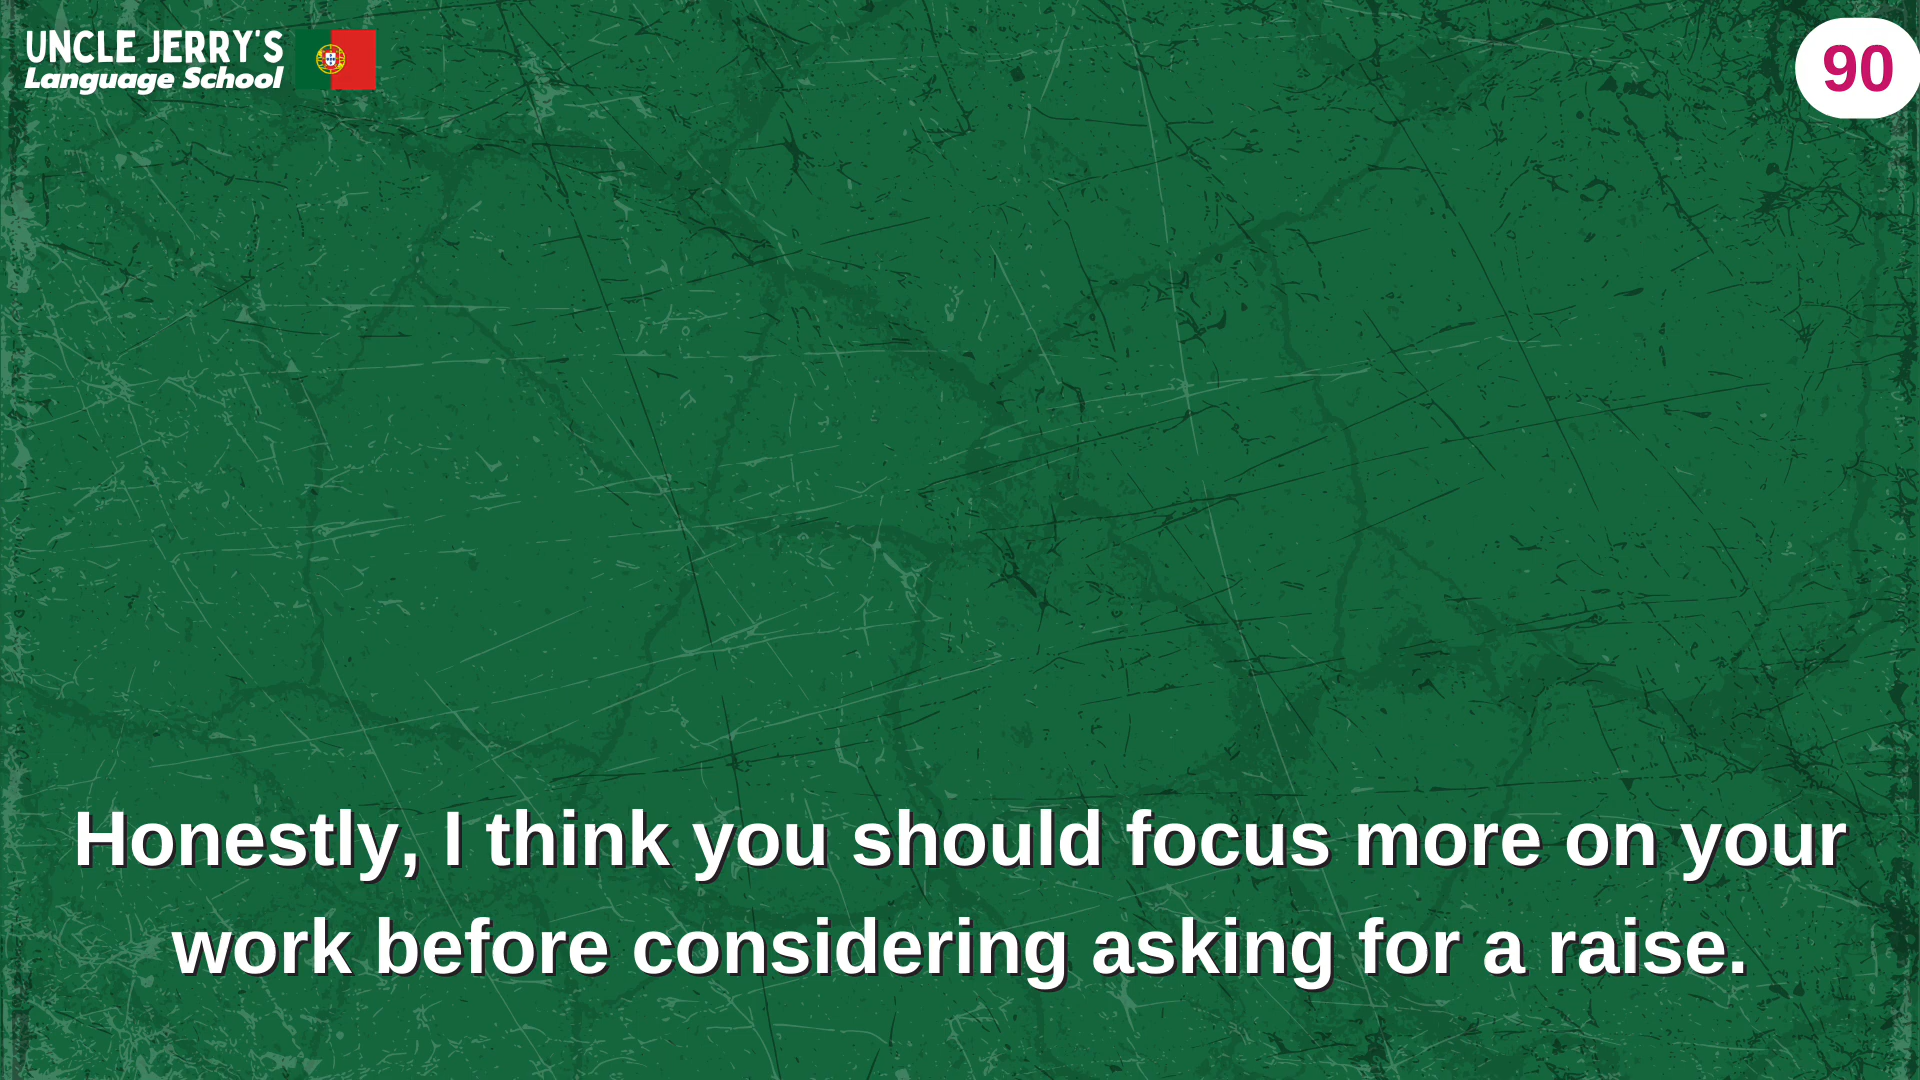 UNCLE JERRY'S
Language School
90
Honestly, I think you should focus more on your
work before considering asking for a raise.